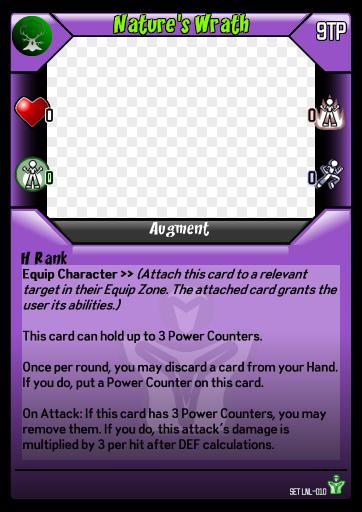 Nature's Wrath
9TP
0
0
0
0
Augment
H Rank
Equip Character >> (Attach this card to a relevant
target in their Equip Zone. The attached card grants the
user its abilities.)
This card can hold up to 3 Power Counters.
Once per round, you may discard a card from your Hand.
If you do, put a Power Counter on this card.
On Attack: If this card has 3 Power Counters, you may
remove them. If you do, this attack's damage is
multiplied by 3 per hit after DEF calculations.
SET LNL-010